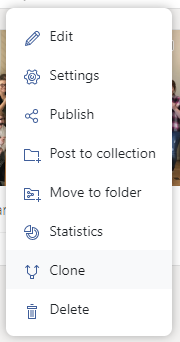 Edit
Settings
Publish
Post to collection
Move to folder
Statistics
Clone
Delete